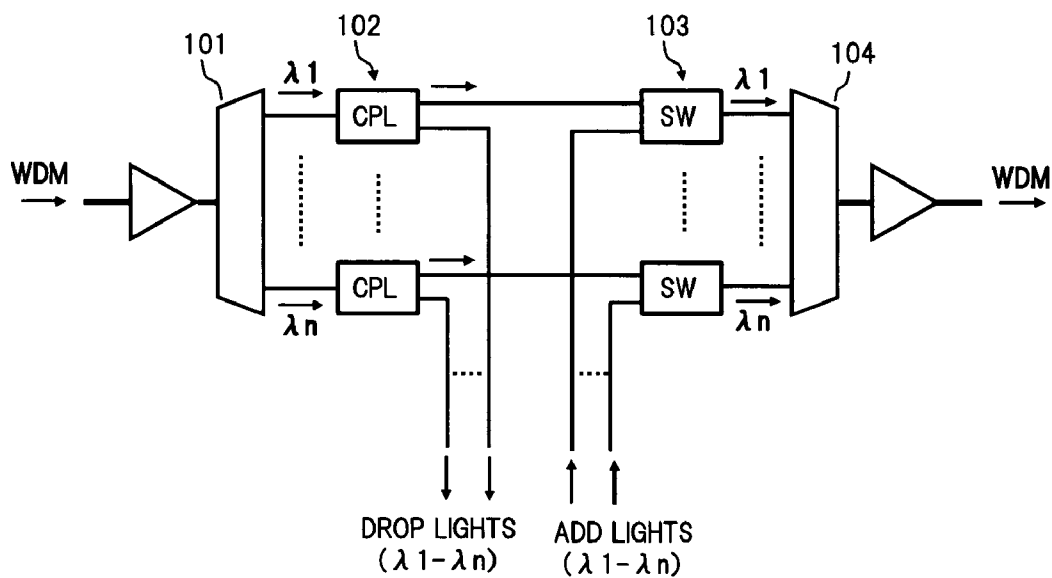 101
102
103
104
λ1
CPL
SW
λ1
WDM
WDM
CPL
SW
λn
λn
DROP LIGHTS
(λ1-λn)
ADD LIGHTS
(λ1-λn)